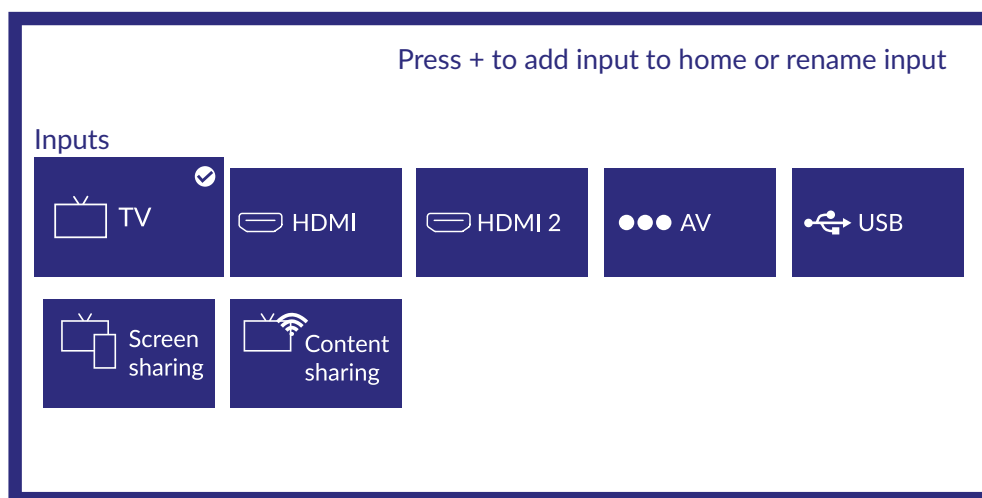 Press + to add input to home or rename input
Inputs
TV
HDMI
HDMI 2
AV
USB
Screen
sharing
Content
sharing